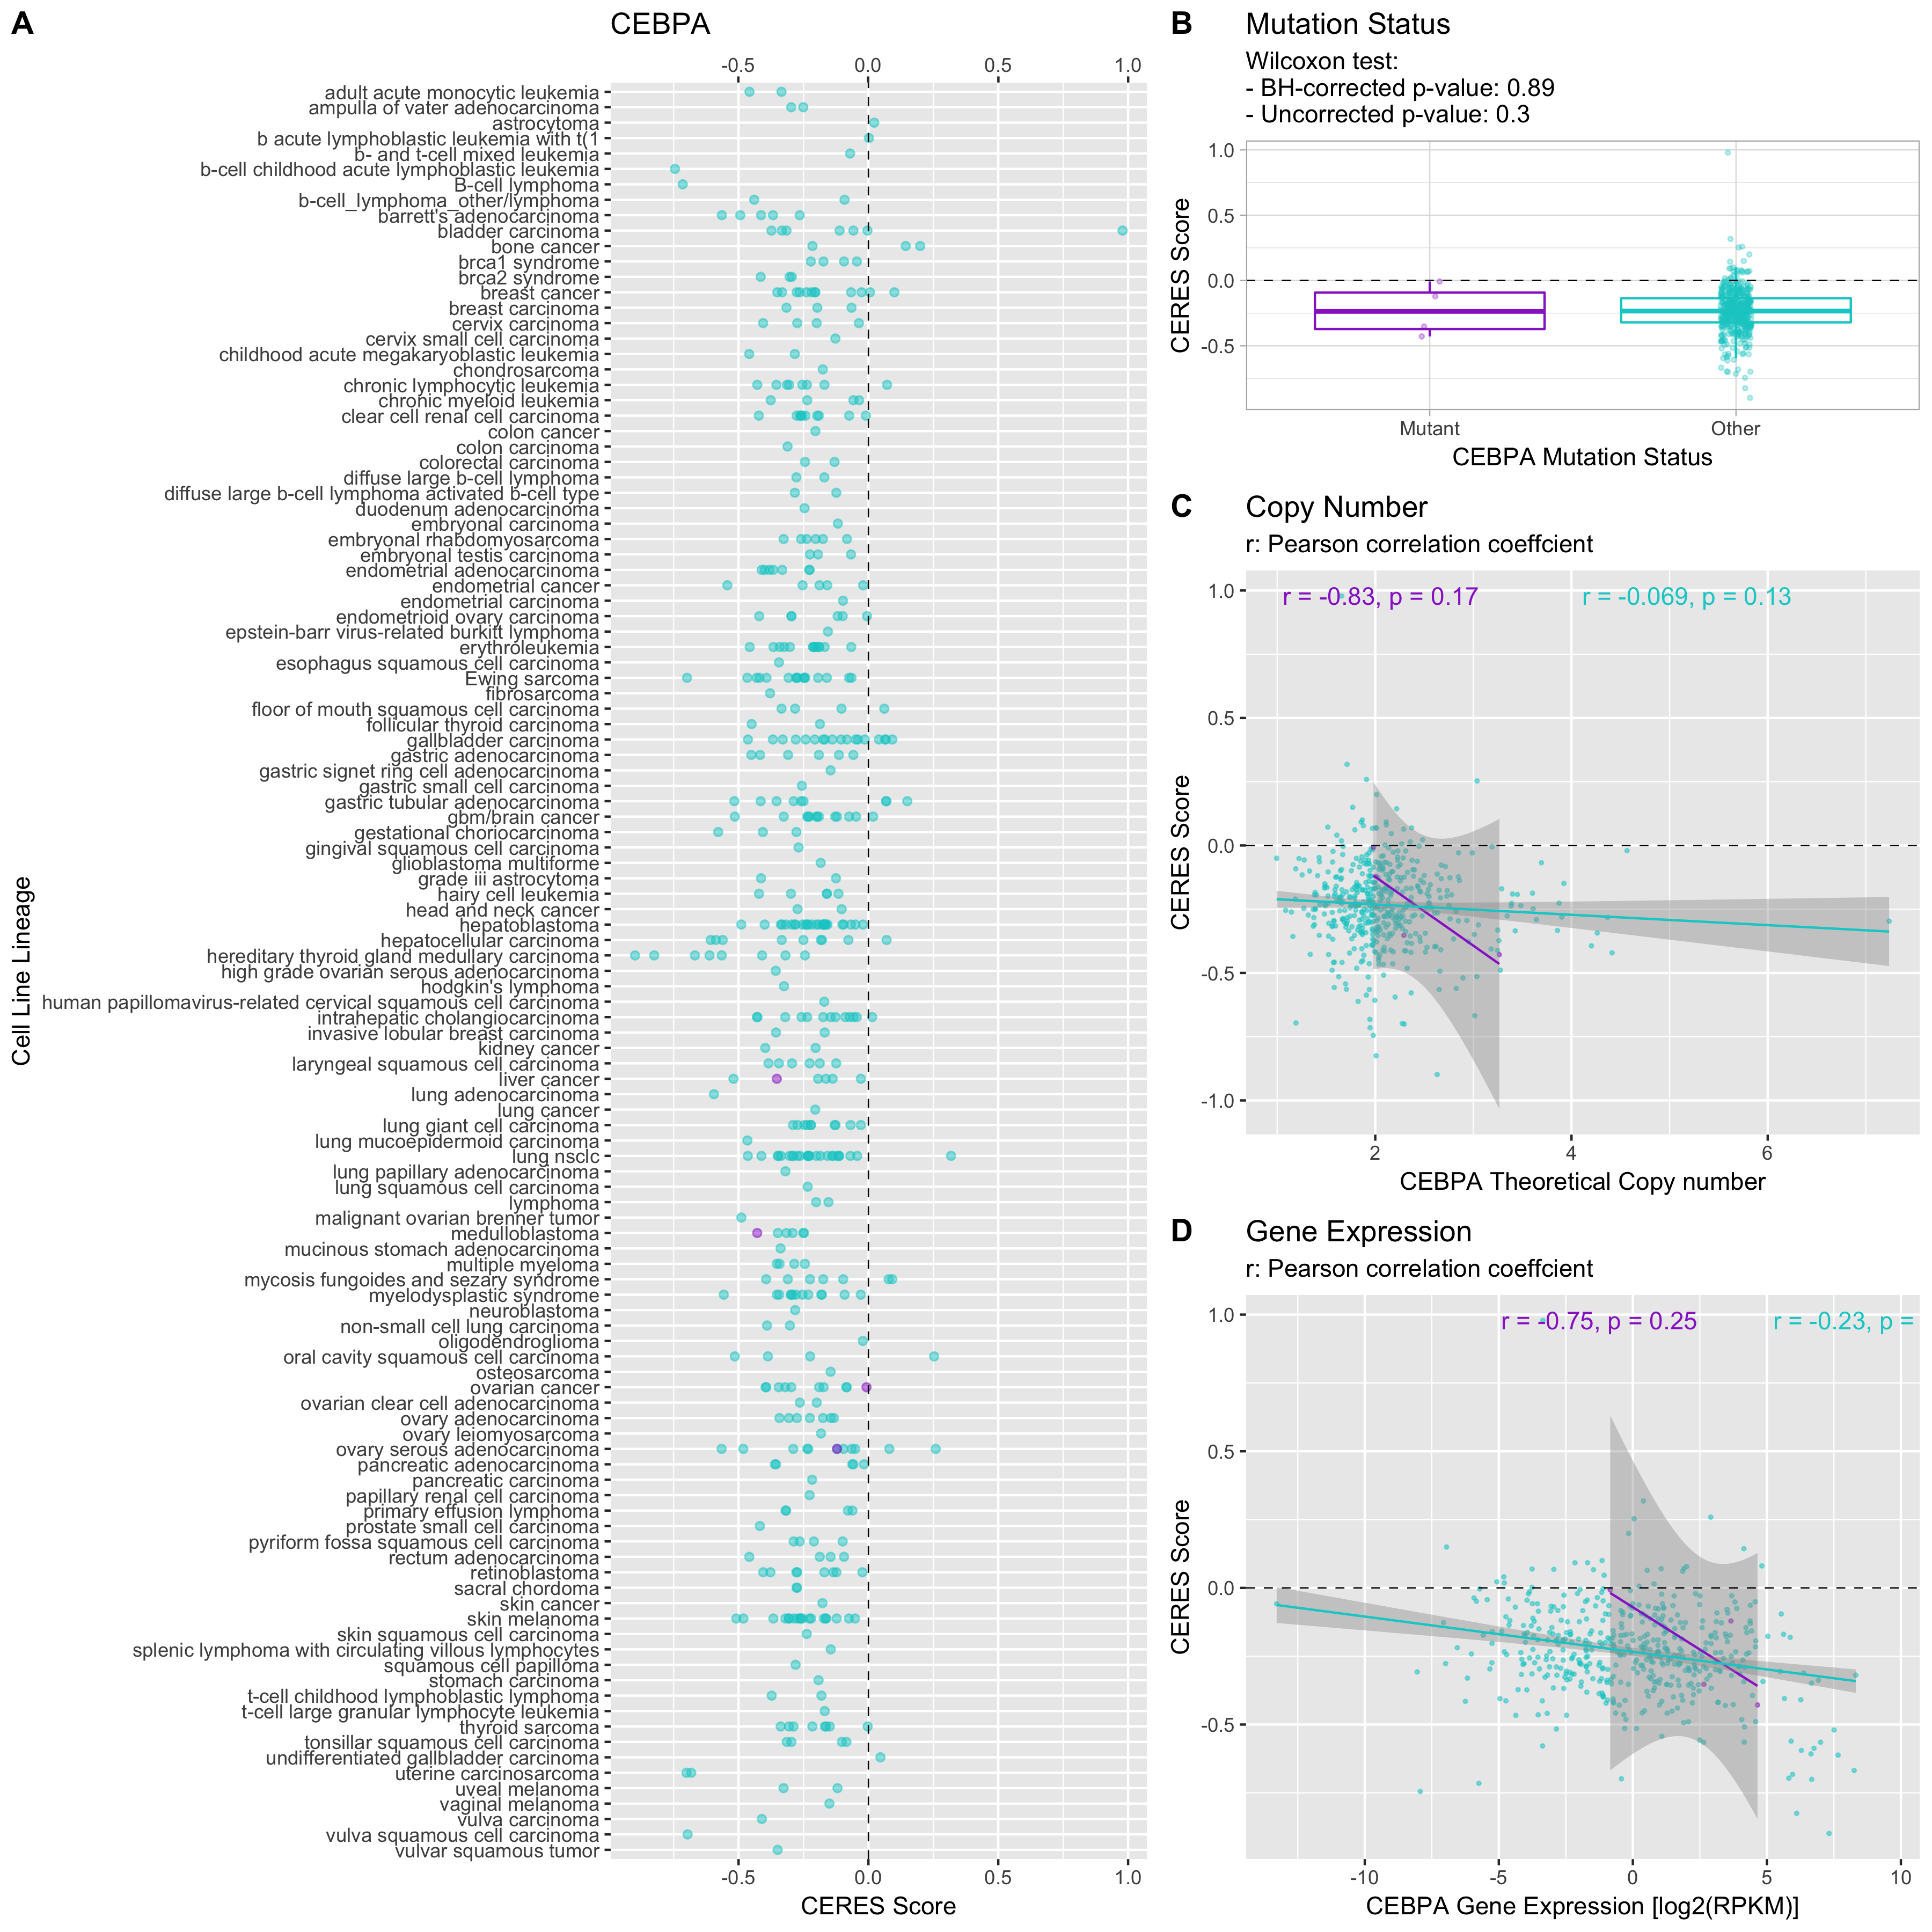 A
CEBPA
-0.5 0.0 0.5 1.0
Cell Line Lineage
adult acute monocytic leukemia
ampulla of vater adenocarcinoma
astrocytoma
b acute lymphoblastic leukemia with t(1
b- and t-cell mixed leukemia
b-cell childhood acute lymphoblastic leukemia
B-cell lymphoma
b-cell_lymphoma_other/lymphoma
barrett's adenocarcinoma
bladder carcinoma
bone cancer
brca1 syndrome
brca2 syndrome
breast cancer
breast carcinoma
cervix carcinoma
cervix small cell carcinoma
childhood acute megakaryoblastic leukemia
chondrosarcoma
chronic lymphocytic leukemia
chronic myeloid leukemia
clear cell renal cell carcinoma
colon cancer
colon carcinoma
colorectal carcinoma
diffuse large b-cell lymphoma
diffuse large b-cell lymphoma activated b-cell type
duodenum adenocarcinoma
embryonal carcinoma
embryonal rhabdomyosarcoma
embryonal testis carcinoma
endometrial adenocarcinoma
endometrial cancer
endometrial carcinoma
endometrioid ovary carcinoma
epstein-barr virus-related burkitt lymphoma
erythroleukemia
esophagus squamous cell carcinoma
Ewing sarcoma
fibrosarcoma
floor of mouth squamous cell carcinoma
follicular thyroid carcinoma
gallbladder carcinoma
gastric adenocarcinoma
gastric signet ring cell adenocarcinoma
gastric small cell carcinoma
gastric tubular adenocarcinoma
gbm/brain cancer
gestational choriocarcinoma
gingival squamous cell carcinoma
glioblastoma multiforme
grade iii astrocytoma
hairy cell leukemia
head and neck cancer
hepatoblastoma
hepatocellular carcinoma
hereditary thyroid gland medullary carcinoma
high grade ovarian serous adenocarcinoma
hodgkin's lymphoma
human papillomavirus-related cervical squamous cell carcinoma
intrahepatic cholangiocarcinoma
invasive lobular breast carcinoma
kidney cancer
laryngeal squamous cell carcinoma
liver cancer
lung adenocarcinoma
lung cancer
lung giant cell carcinoma
lung mucoepidermoid carcinoma
lung nsclc
lung papillary adenocarcinoma
lung squamous cell carcinoma
lymphoma
malignant ovarian brenner tumor
medulloblastoma
mucinous stomach adenocarcinoma
multiple myeloma
mycosis fungoides and sezary syndrome
myelodysplastic syndrome
neuroblastoma
non-small cell lung carcinoma
oligodendroglioma
oral cavity squamous cell carcinoma
osteosarcoma
ovarian cancer
ovarian clear cell adenocarcinoma
ovary adenocarcinoma
ovary leiomyosarcoma
ovary serous adenocarcinoma
pancreatic adenocarcinoma
pancreatic carcinoma
papillary renal cell carcinoma
primary effusion lymphoma
prostate small cell carcinoma
pyriform fossa squamous cell carcinoma
rectum adenocarcinoma
retinoblastoma
sacral chordoma
skin cancer
skin melanoma
skin squamous cell carcinoma
splenic lymphoma with circulating villous lymphocytes
squamous cell papilloma
stomach carcinoma
t-cell childhood lymphoblastic lymphoma
t-cell large granular lymphocyte leukemia
thyroid sarcoma
tonsillar squamous cell carcinoma
undifferentiated gallbladder carcinoma
uterine carcinosarcoma
uveal melanoma
vaginal melanoma
vulva carcinoma
vulva squamous cell carcinoma
vulvar squamous tumor
-0.5 0.0 0.5 1.0
CERES Score
B
Mutation Status
Wilcoxon test:
- BH-corrected p-value: 0.89
- Uncorrected p-value: 0.3
CERES Score
1.0
0.5
0.0
-0.5
Mutant Other
CEBPA Mutation Status
C
Copy Number
r: Pearson correlation coeffcient
r = -0.83, p = 0.17 r = -0.069, p = 0.13
CERES Score
1.0
0.5
0.0
-0.5
-1.0
2 4 6
CEBPA Theoretical Copy number
D
Gene Expression
r: Pearson correlation coeffcient
r = -0.75, p = 0.25 r = -0.23, p =
CERES Score
1.0
0.5
0.0
-0.5
-10 -5 0 5 10
CEBPA Gene Expression [log2(RPKM)]